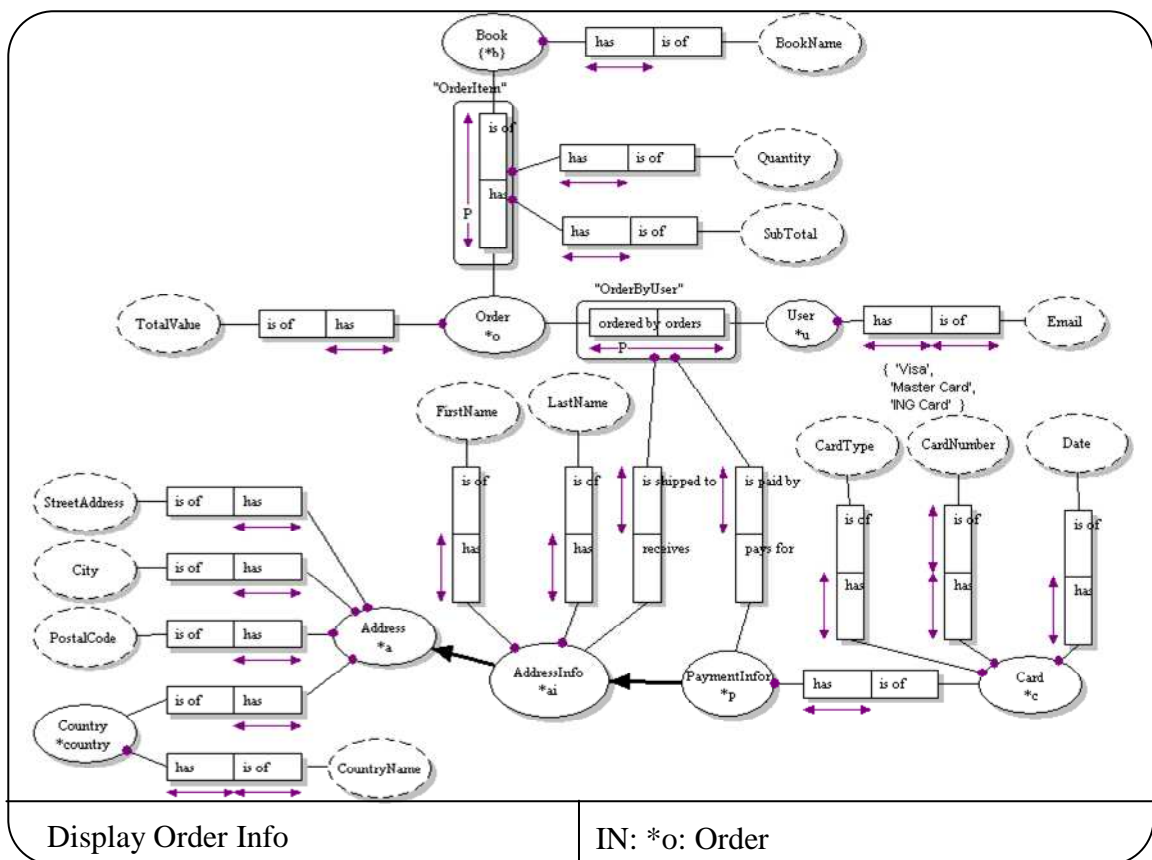 Book
{*b}
has
is of
BookName
"OrderItem"
is of
has
P
has
is of
Quantity
has
is of
SubTotal
"OrderByUser"
TotalValue
is of
has
Order
*o
ordered by
orders
P
User
*u
has
is of
Email
{ 'Visa',
'Master Card',
'ING Card' }
FirstName
LastName
CardType
CardNumber
Date
is of
has
is of
has
is shipped to
receives
is paid by
pays for
is of
has
is of
has
is of
has
StreetAddress
is of
has
City
is of
has
PostalCode
is of
has
Address
*a
AddressInfo
*ai
PaymentInfor
*p
has
is of
Card
*c
is of
has
Country
*country
has
is of
CountryName
Display Order Info
IN: *o: Order